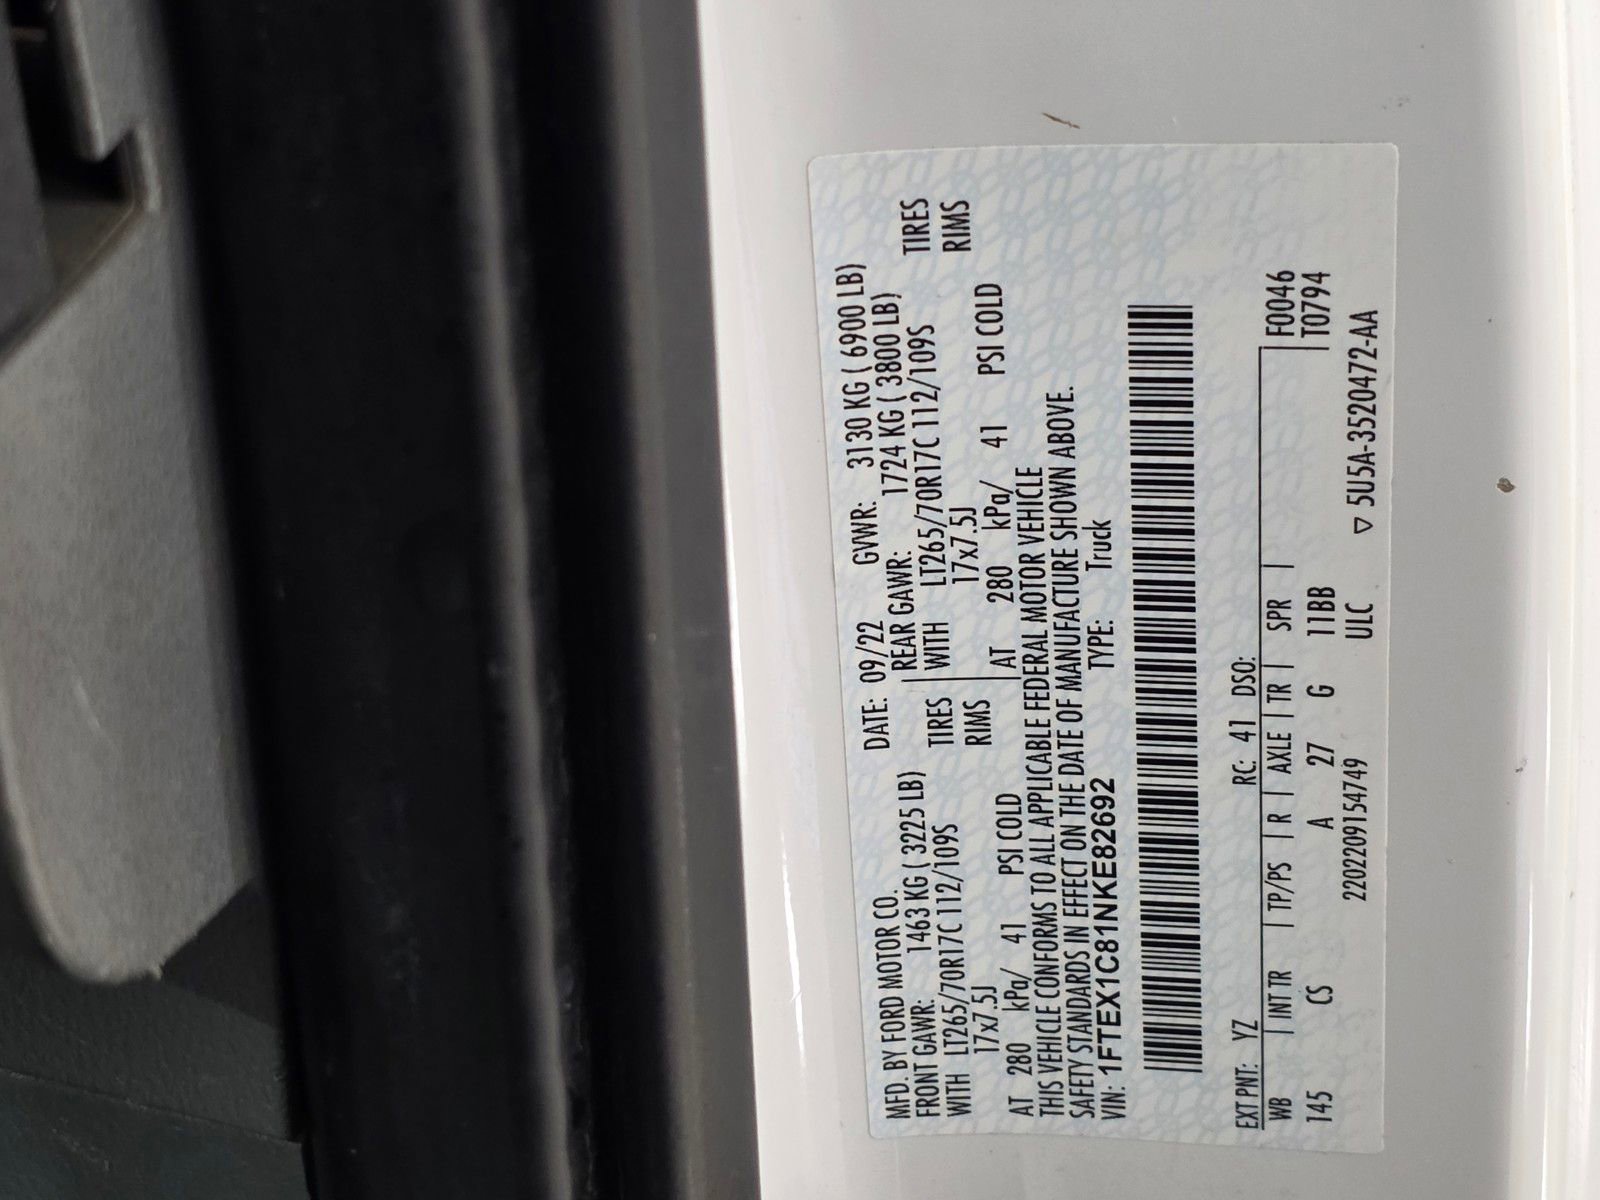 MFD. BY FORD MOTOR CO. DATE: 09/22 GVWR: 3130 KG ( 6900 LB)
FRONT GAWR: 1463 KG ( 3225 LB) REAR GAWR: 1724 KG ( 3800 LB)
WITH LT265/70R17C 112/109S TIRES WITH LT265/70R17C 112/109S TIRES
17x7.5J RIMS 17x7.5J RIMS
AT 280 kPa/ 41 PSI COLD AT 280 kPa/ 41 PSI COLD
THIS VEHICLE CONFORMS TO ALL APPLICABLE FEDERAL MOTOR VEHICLE
SAFETY STANDARDS IN EFFECT ON THE DATE OF MANUFACTURE SHOWN ABOVE.
VIN: 1FTEX1C81NKE82692 TYPE: Truck
EXT PNT: YZ RC: 41 DSO:
WB | INT TR | TP/PS | R | AXLE | TR | SPR | F0046
145 CS A 27 G 11BB T0794
20220915474​9 ULC ▽ 5U5A-3520472-AA